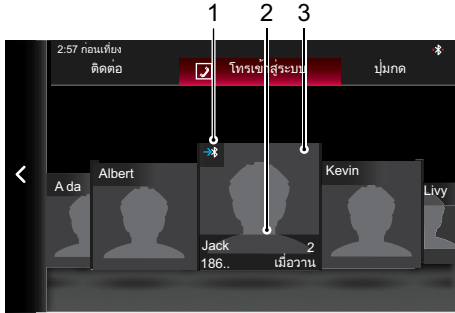 1 2 3
2:57 ก่อนเที่ยง
ติดต่อ โทรเข้าสู่ระบบ ปุ่มกด
A da Albert Kevin Livy
Jack 2
186.. เมื่อวาน